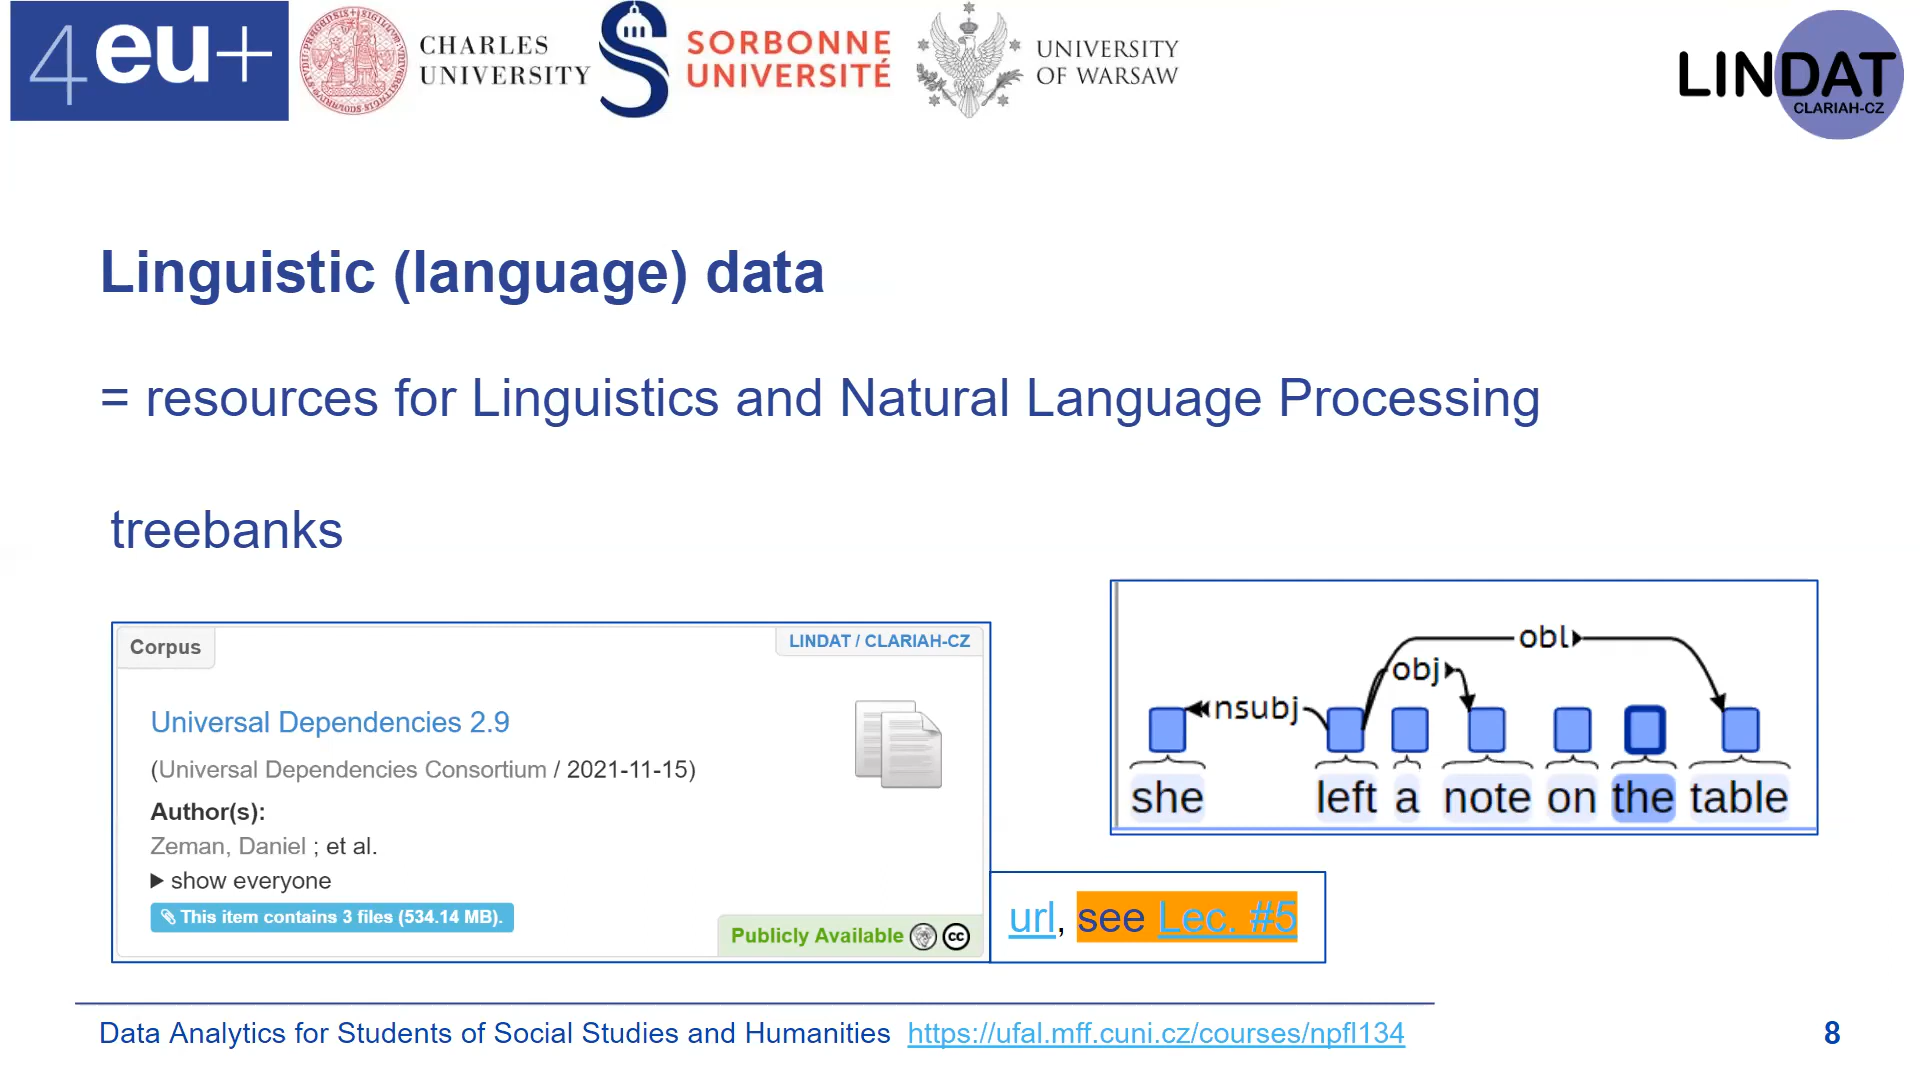 4eu+
CHARLES
UNIVERSITY
SORBONNE
UNIVERSITÉ
UNIVERSITY
OF WARSAW
LINDAT
CLARIAH-CZ
Linguistic (language) data
= resources for Linguistics and Natural Language Processing
treebanks
Corpus
LINDAT / CLARIAH-CZ
Universal Dependencies 2.9
(Universal Dependencies Consortium / 2021-11-15)
Author(s):
Zeman, Daniel ; et al.
show everyone
This item contains 3 files (534.14 MB).
Publicly Available
cc
obl
obj
nsubj
she left a note on the table
url, see Lec. #5
Data Analytics for Students of Social Studies and Humanities https://ufal.mff.cuni.cz/courses/npfl134
8